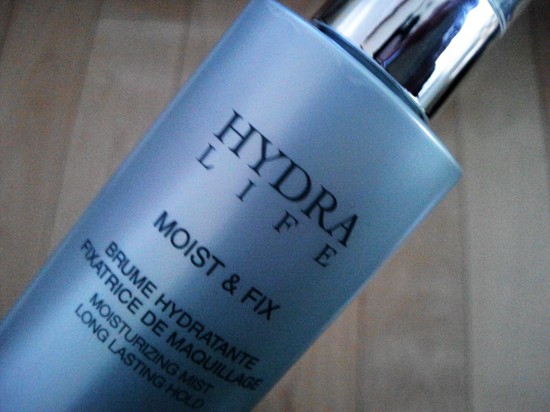 HYDRA
LIFE
MOIST & FIX
BRUME HYDRATANTE
FIXATRICE DE MAQUILLAGE
MOISTURIZING MIST
LONG LASTING HOLD